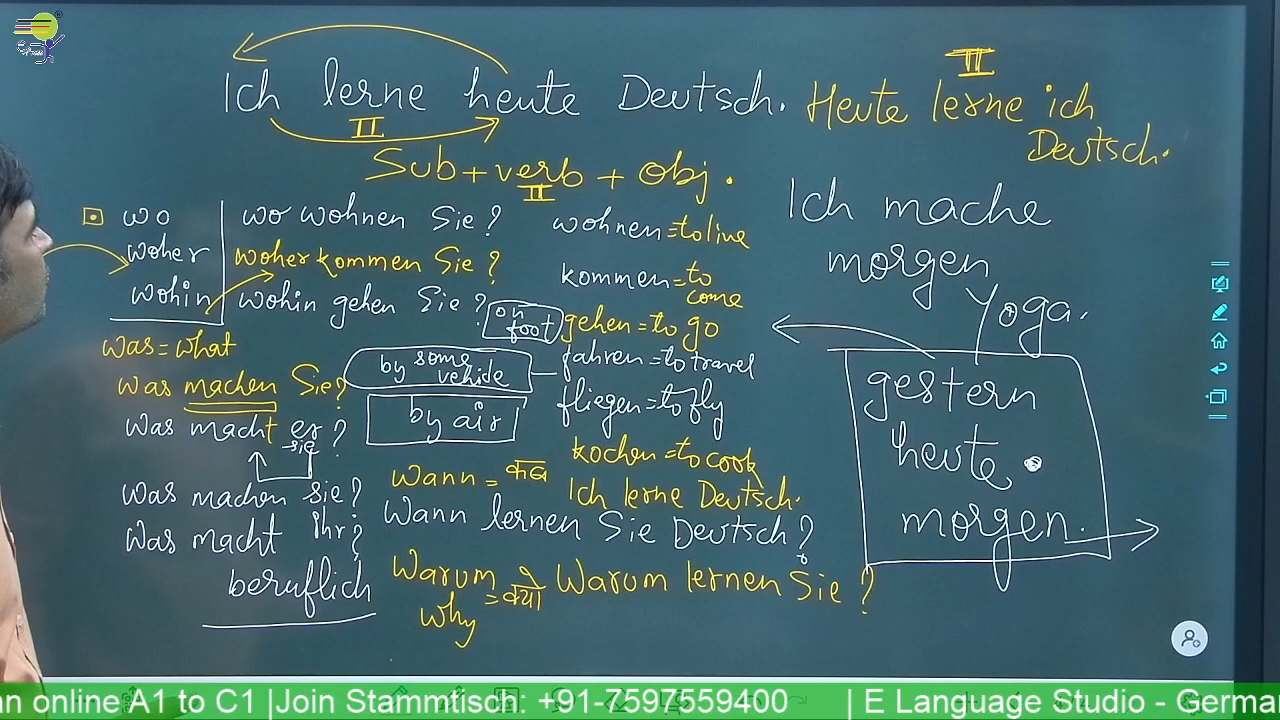 Ich lerne heute Deutsch. Heute lerne ich Deutsch.
II
II
Sub + verb + Obj.
II
wo
woher
wohin
wo wohnen Sie?
woher kommen Sie?
wohin gehen Sie?
was = what
was machen Sie?
was macht er?
sie
was machen sie?
was macht ihr?
beruflich
wohnen = to live
kommen = to come
on foot
gehen = to go
by some vehide
fahren = to travel
by air
fliegen = to fly
kochen = to cook
Ich lerne Deutsch.
wann = कब
Wann lernen Sie Deutsch?
Warum = क्यों
why
Warum lernen Sie?
Ich mache
morgen
Yoga.
gestern
heute
morgen.
n online A1 to C1 |Join Stammtisch: +91-7597559400 | E Language Studio - Germa